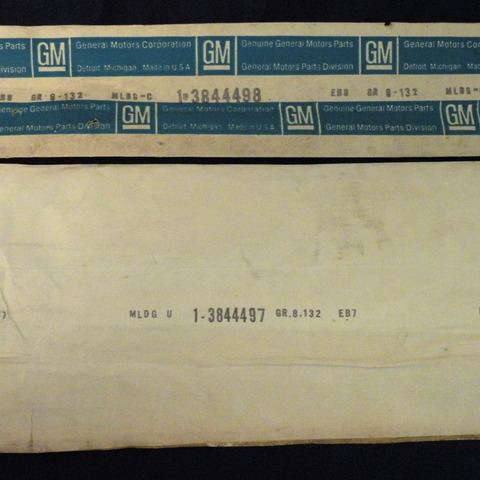 s Parts GM General Motors Corporation GM Genuine General Motors Parts GM General Motors Corporation
Division Detroit, Michigan, Made in U.S.A. General Motors Parts Division Detroit, Michigan, Made in U.S.A.
EB8 GR 8-132 MLDG-C 1-3844498 EB8 GR 8-132 MLDG-
Genuine General Motors Parts GM General Motors Corporation Genuine General Motors Parts GM
General Motors Parts Division Detroit, Michigan, Made in U.S.A. General Motors Parts Division
7 MLDG U 1-3844497 GR.8.132 EB7